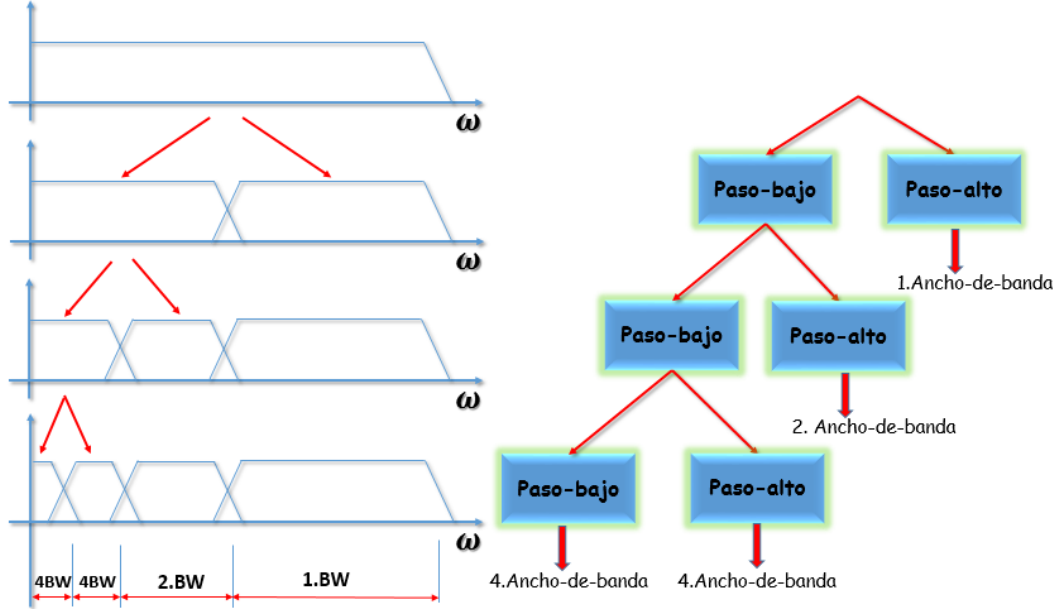 ω
ω
ω
ω
4BW 4BW 2.BW 1.BW
Paso-bajo Paso-alto
1.Ancho-de-banda
Paso-bajo Paso-alto
2. Ancho-de-banda
Paso-bajo Paso-alto
4.Ancho-de-banda 4.Ancho-de-banda